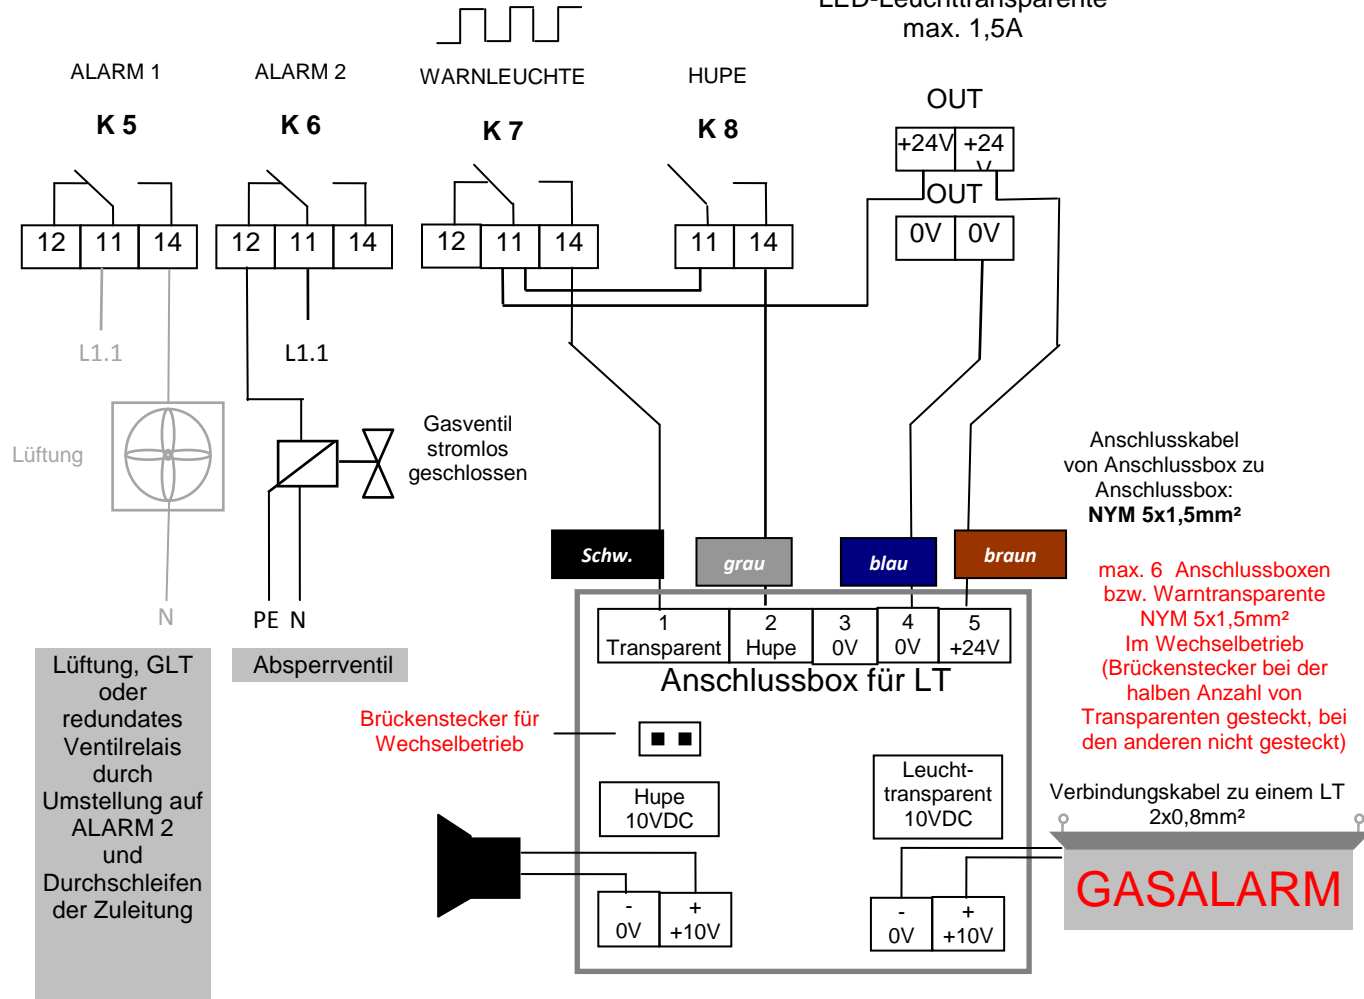 LED-Leuchttransparente
max. 1,5A
ALARM 1
ALARM 2
WARNLEUCHTE
HUPE
K 5
K 6
K 7
K 8
OUT
+24V
+24
V
OUT
0V
0V
12
11
14
12
11
14
12
11
14
11
14
L1.1
L1.1
Lüftung
Gasventil
stromlos
geschlossen
N
PE N
Lüftung, GLT
oder
redundates
Ventilrelais
durch
Umstellung auf
ALARM 2
und
Durchschleifen
der Zuleitung
Absperrventil
Anschlusskabel
von Anschlussbox zu
Anschlussbox:
NYM 5x1,5mm²
max. 6 Anschlussboxen
bzw. Warntransparente
NYM 5x1,5mm²
Im Wechselbetrieb
(Brückenstecker bei der
halben Anzahl von
Transparenten gesteckt, bei
den anderen nicht gesteckt)
Schw.
grau
blau
braun
1
Transparent
2
Hupe
3
0V
4
0V
5
+24V
Anschlussbox für LT
Brückenstecker für
Wechselbetrieb
Hupe
10VDC
Leucht-
transparent
10VDC
Verbindungskabel zu einem LT
2x0,8mm²
GASALARM
-
0V
+
+10V
-
0V
+
+10V